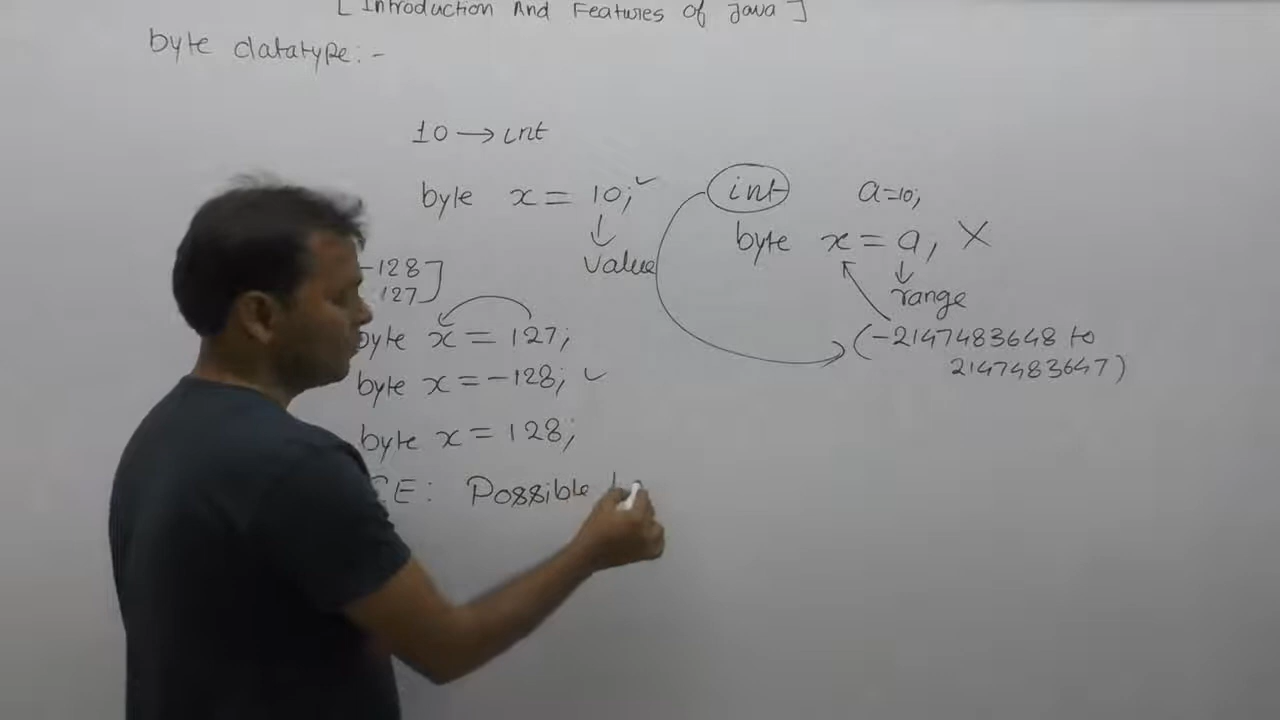 [ Introduction And Features Of Java ]
byte datatype:-
10 → int
byte x = 10; ✓
value
-128
127
byte x = 127;
byte x = -128; ✓
byte x = 128;
CE: Possible
int a=10;
byte x = a; X
range
(-2147483648 to
2147483647)